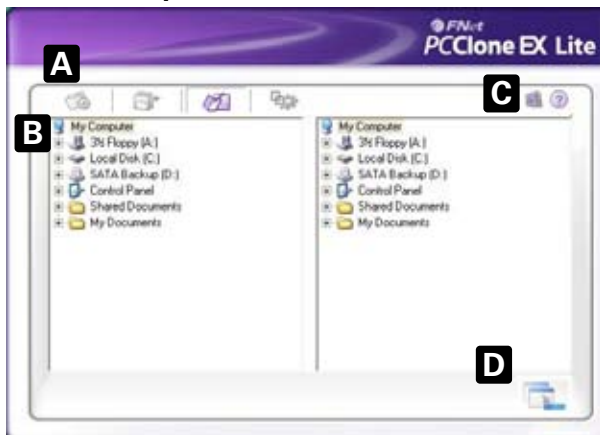 FNet
PCClone EX Lite
A
C
B
My Computer
3½ Floppy (A:)
Local Disk (C:)
SATA Backup (D:)
Control Panel
Shared Documents
My Documents
My Computer
3½ Floppy (A:)
Local Disk (C:)
SATA Backup (D:)
Control Panel
Shared Documents
My Documents
D